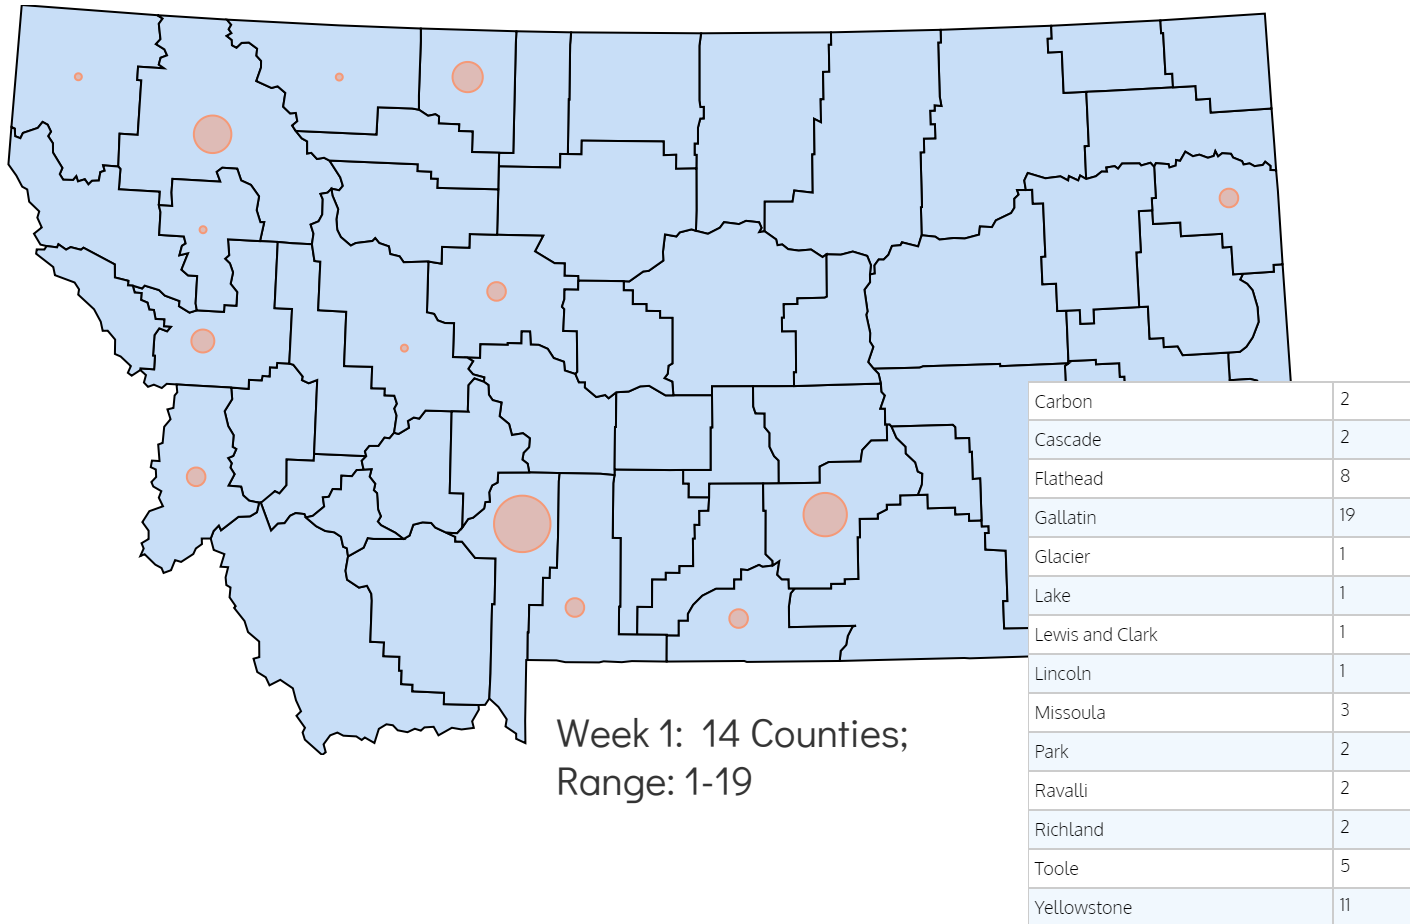 Carbon 2
Cascade 2
Flathead 8
Gallatin 19
Glacier 1
Lake 1
Lewis and Clark 1
Lincoln 1
Missoula 3
Park 2
Ravalli 2
Richland 2
Toole 5
Yellowstone 11
Week 1: 14 Counties;
Range: 1-19